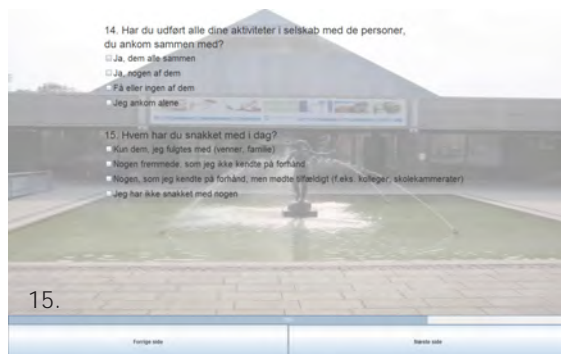 14. Har du udført alle dine aktiviteter i selskab med de personer,
du ankom sammen med?
Ja, dem alle sammen
Ja, nogen af dem
Få eller ingen af dem
Jeg ankom alene
15. Hvem har du snakket med i dag?
Kun dem, jeg fulgtes med (venner, familie)
Nogen fremmede, som jeg ikke kendte på forhånd
Nogen, som jeg kendte på forhånd, men mødte tilfældigt (f.eks. kolleger, skolekammerater)
Jeg har ikke snakket med nogen
15.
Forrige side
Næste side